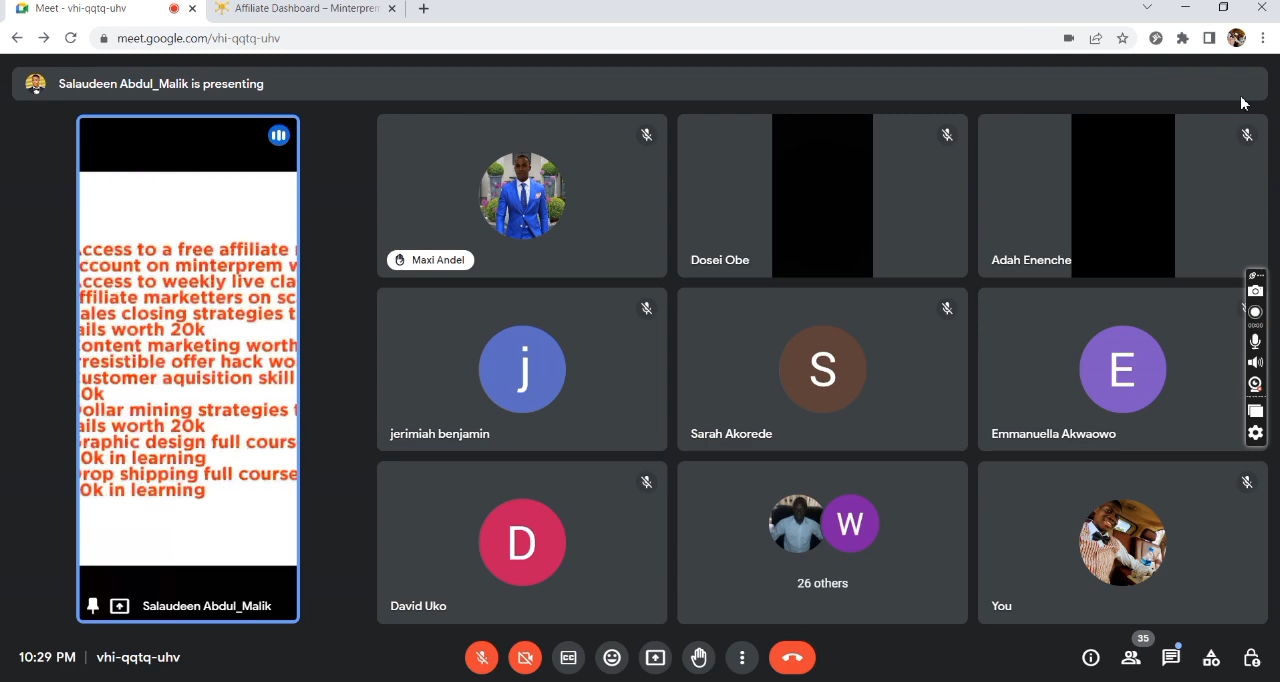 Meet - vhi-qqtq-uhv
Affiliate Dashboard – Minterprem
meet.google.com/vhi-qqtq-uhv
Salaudeen Abdul_Malik is presenting
ccess to a free affiliate
ccount on minterprem w
ccess to weekly live cla
ffiliate marketters on sc
ales closing strategies t
ails worth 20k
ontent marketing worth
rresistible offer hack wo
ustomer aquisition skill
0k
ollar mining strategies t
ails worth 20k
raphic design full cours
0k in learning
rop shipping full course
0k in learning
Salaudeen Abdul_Malik
Maxi Andel
Dosei Obe
Adah Enenche
j
jerimiah benjamin
S
Sarah Akorede
E
Emmanuella Akwaowo
D
David Uko
W
26 others
You
00:00
10:29 PM | vhi-qqtq-uhv
CC
35